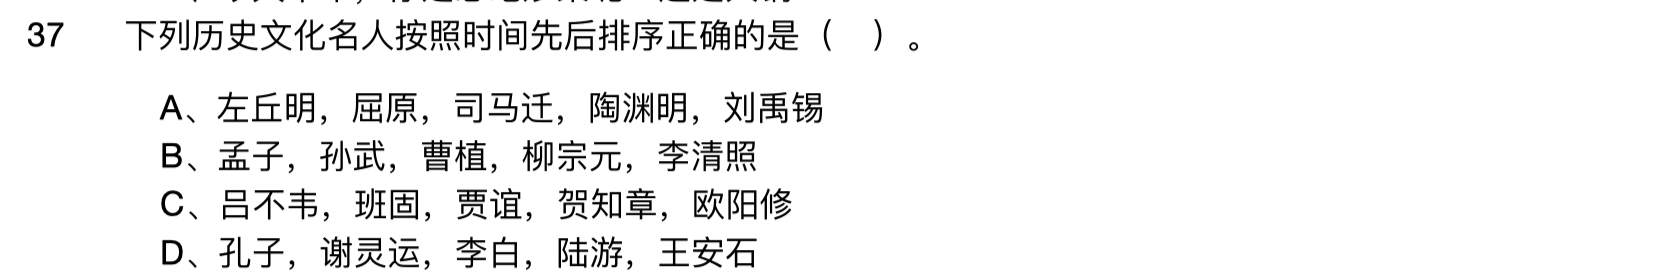 37 下列历史文化名人按照时间先后排序正确的是（ ）。
A、左丘明，屈原，司马迁，陶渊明，刘禹锡
B、孟子，孙武，曹植，柳宗元，李清照
C、吕不韦，班固，贾谊，贺知章，欧阳修
D、孔子，谢灵运，李白，陆游，王安石